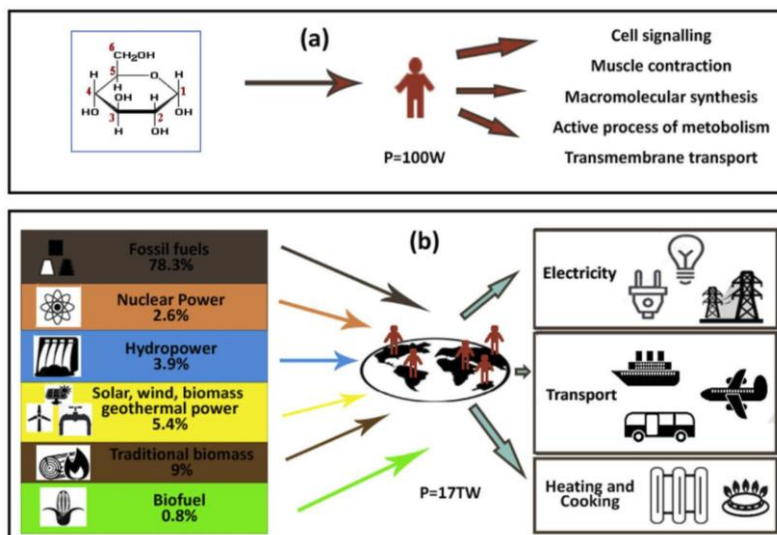 (a)
6
CH₂OH
5
H
O
H
H
4
OH
H
1
HO
3
2
OH
H
OH
P=100W
Cell signalling
Muscle contraction
Macromolecular synthesis
Active process of metobolism
Transmembrane transport
(b)
Fossil fuels
78.3%
Nuclear Power
2.6%
Hydropower
3.9%
Solar, wind, biomass
geothermal power
5.4%
Traditional biomass
9%
Biofuel
0.8%
P=17TW
Electricity
Transport
Heating and
Cooking